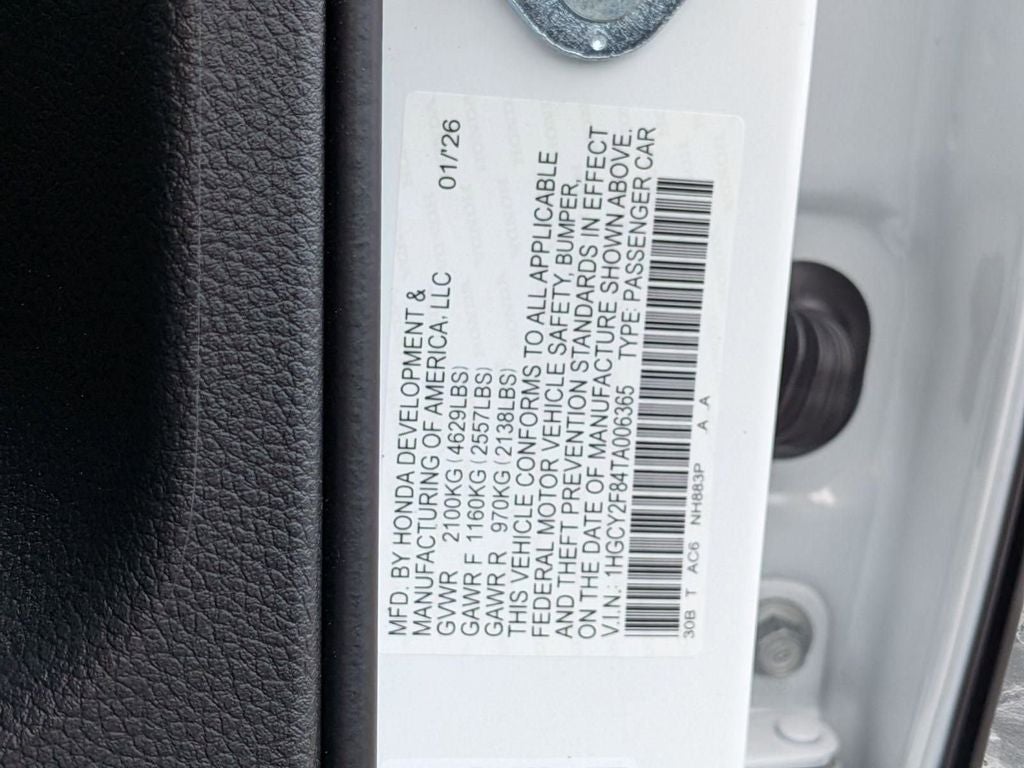 MFD. BY HONDA DEVELOPMENT &
MANUFACTURING OF AMERICA, LLC 01/'26
GVWR 2100KG (4629LBS)
GAWR F 1160KG (2557LBS)
GAWR R 970KG (2138LBS)
THIS VEHICLE CONFORMS TO ALL APPLICABLE
FEDERAL MOTOR VEHICLE SAFETY, BUMPER,
AND THEFT PREVENTION STANDARDS IN EFFECT
ON THE DATE OF MANUFACTURE SHOWN ABOVE.
V.I.N.: 1HGCY2F84TA006365 TYPE: PASSENGER CAR
30B T AC6 NH883P A A